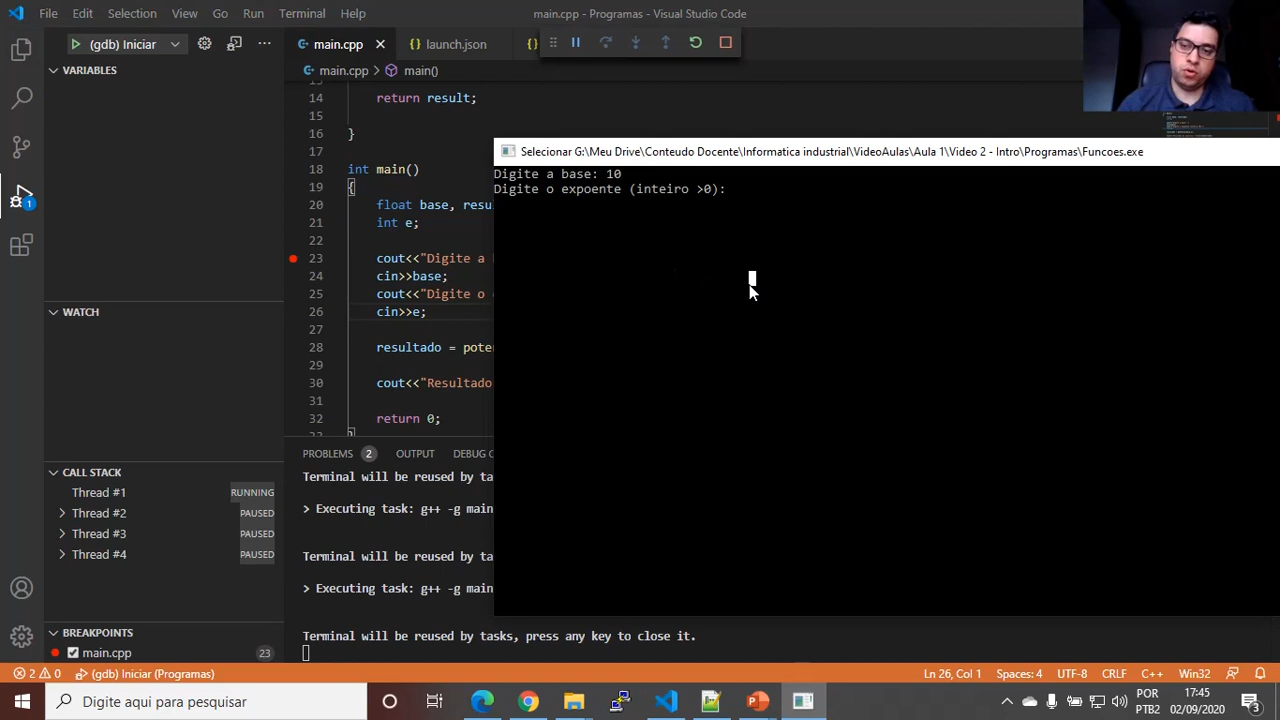 File Edit Selection View Go Run Terminal Help
main.cpp - Programas - Visual Studio Code
(gdb) Iniciar
main.cpp
launch.json
VARIABLES
main.cpp > main()
14 return result;
15
16 }
17
18 int main()
19 {
20 float base, resu
21 int e;
22
23 cout<<"Digite a
24 cin>>base;
25 cout<<"Digite o
26 cin>>e;
27
28 resultado = poten
29
30 cout<<"Resultado
31
32 return 0;
Selecionar G:\Meu Drive\Conteudo Docente\Informatica industrial\VideoAulas\Aula 1\Video 2 - Intro\Programas\Funcoes.exe
Digite a base: 10
Digite o expoente (inteiro >0):
WATCH
CALL STACK
Thread #1 RUNNING
Thread #2 PAUSED
Thread #3 PAUSED
Thread #4 PAUSED
BREAKPOINTS
main.cpp 23
PROBLEMS 2 OUTPUT DEBUG C
Terminal will be reused by ta
> Executing task: g++ -g main
Terminal will be reused by ta
> Executing task: g++ -g main
Terminal will be reused by tasks, press any key to close it.
2 0 (gdb) Iniciar (Programas)
Ln 26, Col 1 Spaces: 4 UTF-8 CRLF C++ Win32
Digite aqui para pesquisar
POR
PTB2
17:45
02/09/2020
3